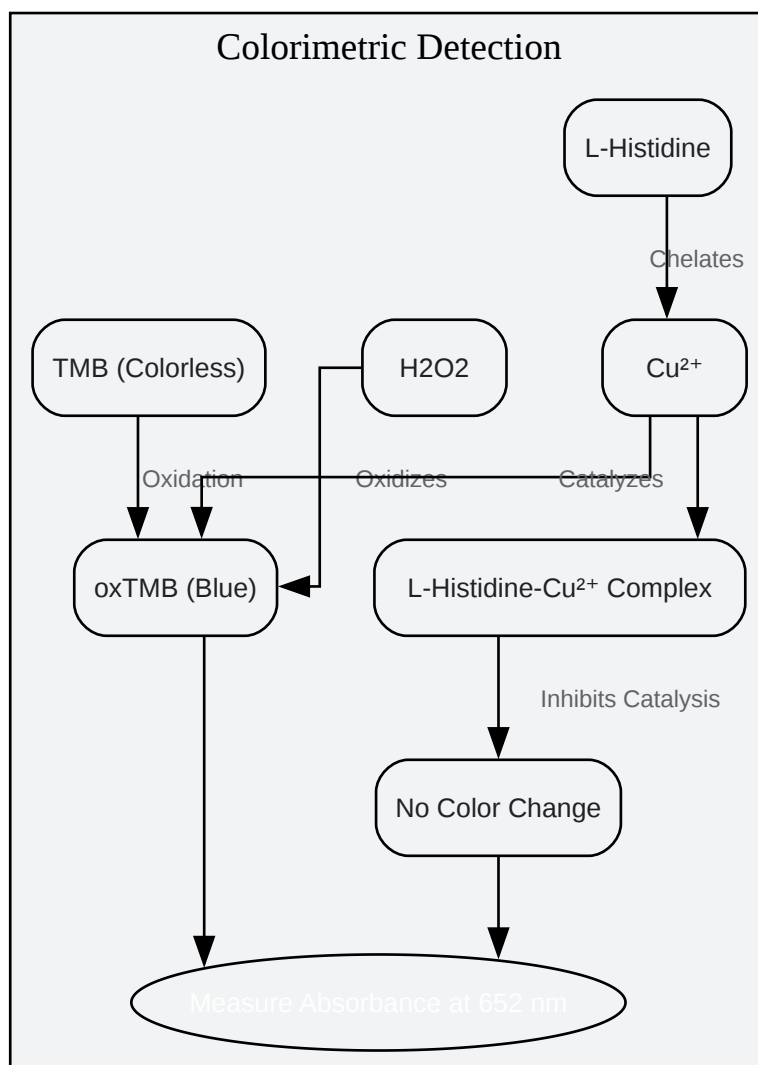 Colorimetric Detection
L-Histidine
Chelates
TMB (Colorless)
H2O2
Cu²⁺
Oxidation
Oxidizes
Catalyzes
oxTMB (Blue)
L-Histidine-Cu²⁺ Complex
Inhibits Catalysis
No Color Change
Measure Absorbance at 652 nm